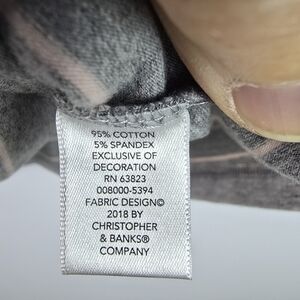 95% COTTON
5% SPANDEX
EXCLUSIVE OF
DECORATION
RN 63823
008000-5394
FABRIC DESIGN©
2018 BY
CHRISTOPHER
& BANKS®
COMPANY